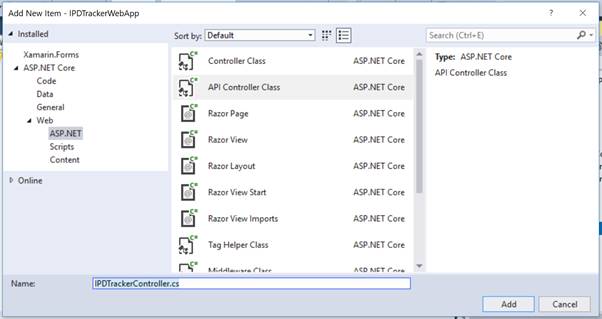 Add New Item - IPDTrackerWebApp
Installed
Sort by: Default
Search (Ctrl+E)
Xamarin.Forms
ASP.NET Core
Code
Data
General
Web
ASP.NET
Scripts
Content
Online
Controller Class ASP.NET Core
API Controller Class ASP.NET Core
Razor Page ASP.NET Core
Razor View ASP.NET Core
Razor Layout ASP.NET Core
Razor View Start ASP.NET Core
Razor View Imports ASP.NET Core
Tag Helper Class ASP.NET Core
Middleware Class ASP.NET Core
Type: ASP.NET Core
API Controller Class
Name: IPDTrackerController.cs
Add Cancel